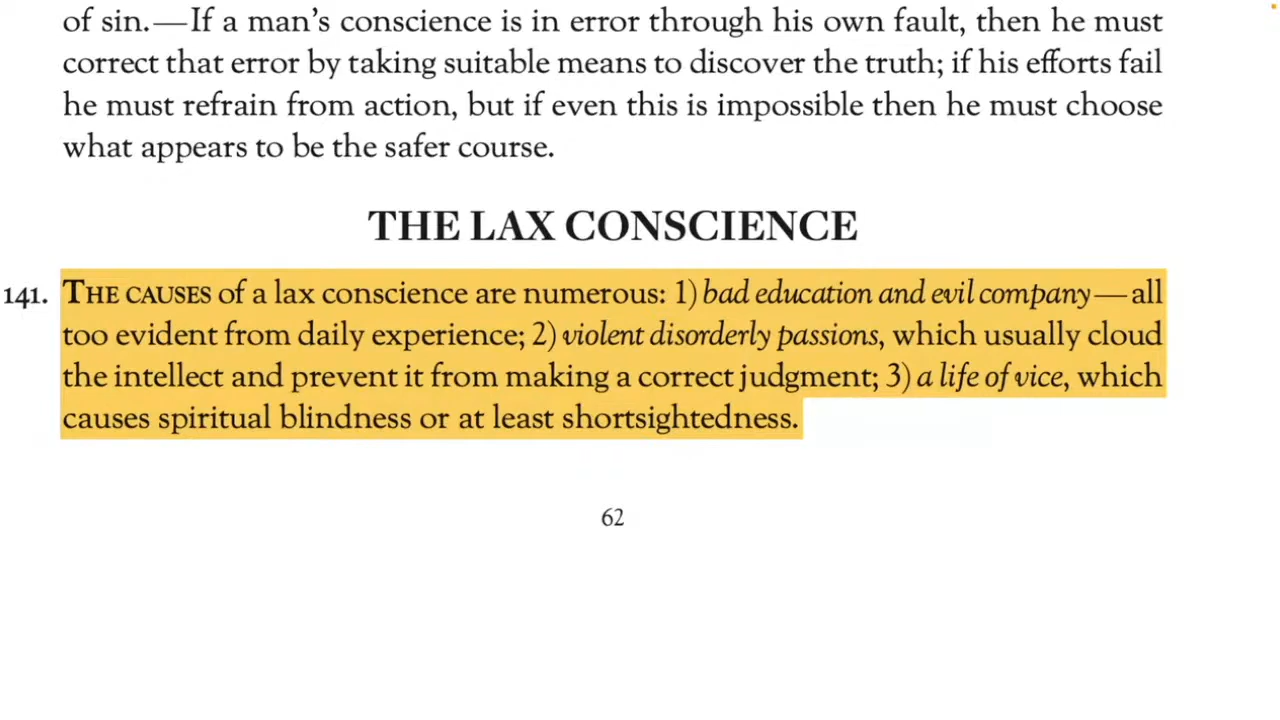 of sin.—If a man’s conscience is in error through his own fault, then he must
correct that error by taking suitable means to discover the truth; if his efforts fail
he must refrain from action, but if even this is impossible then he must choose
what appears to be the safer course.
THE LAX CONSCIENCE
141. THE CAUSES of a lax conscience are numerous: 1) bad education and evil company—all
too evident from daily experience; 2) violent disorderly passions, which usually cloud
the intellect and prevent it from making a correct judgment; 3) a life of vice, which
causes spiritual blindness or at least shortsightedness.
62